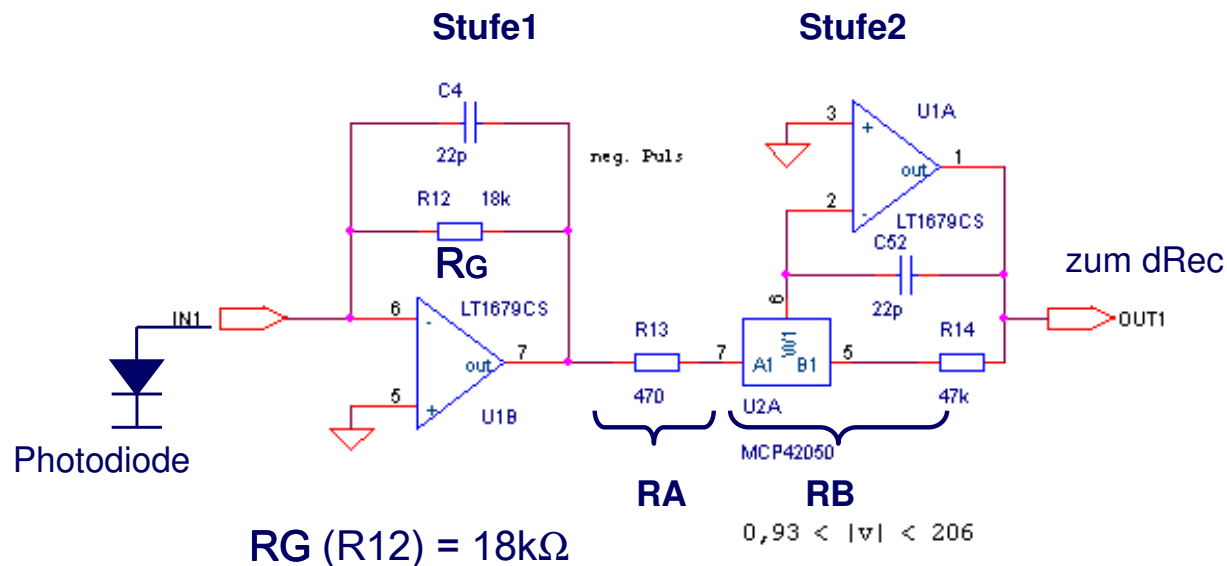 Stufe1
Stufe2
C4
22p
neg. Puls
R12 18k
RG
LT1679CS
IN1
6
-
out
7
5
+
U1B
Photodiode
R13
470
RA
U1A
3
+
out
1
2
-
LT1679CS
C52
22p
zum dRec
OUT1
6
W1
7
A1
B1
5
R14
47k
U2A
MCP42050
RB
0,93 < |v| < 206
RG (R12) = 18kΩ